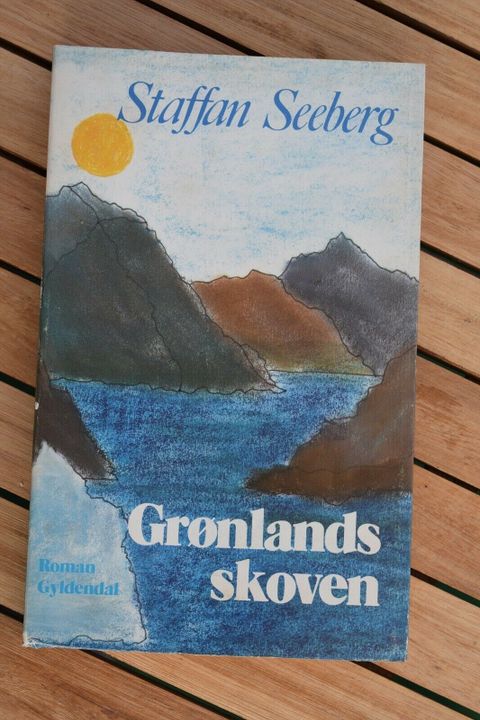 Staffan Seeberg
Grønlands
skoven
Roman
Gyldendal